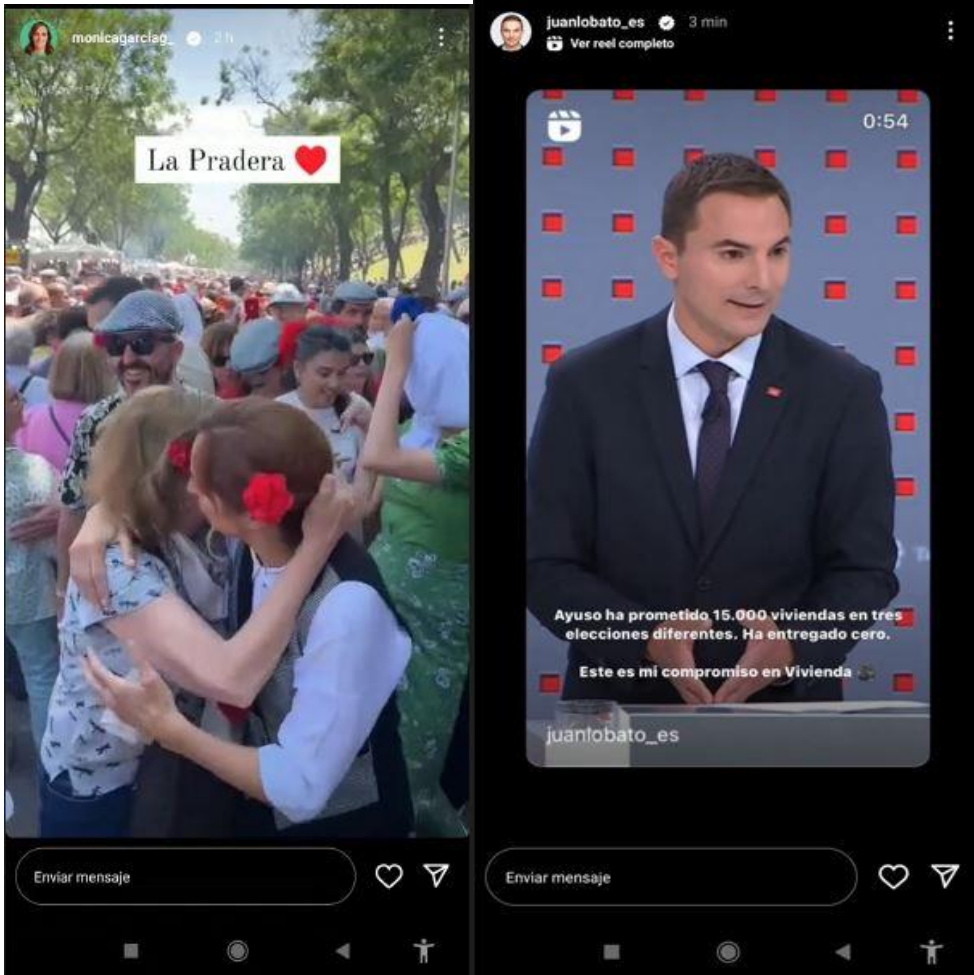 monicagarciag_ 2 h
La Pradera
Enviar mensaje
juanlobato_es 3 min
Ver reel completo
0:54
Ayuso ha prometido 15.000 viviendas en tres
elecciones diferentes. Ha entregado cero.
Este es mi compromiso en Vivienda
juanlobato_es
Enviar mensaje